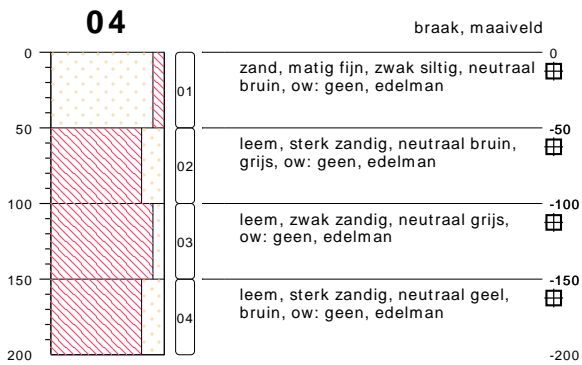 04
braak, maaiveld
0
0
zand, matig fijn, zwak siltig, neutraal
bruin, ow: geen, edelman
01
50
-50
leem, sterk zandig, neutraal bruin,
grijs, ow: geen, edelman
02
100
-100
leem, zwak zandig, neutraal grijs,
ow: geen, edelman
03
150
-150
leem, sterk zandig, neutraal geel,
bruin, ow: geen, edelman
04
200
-200